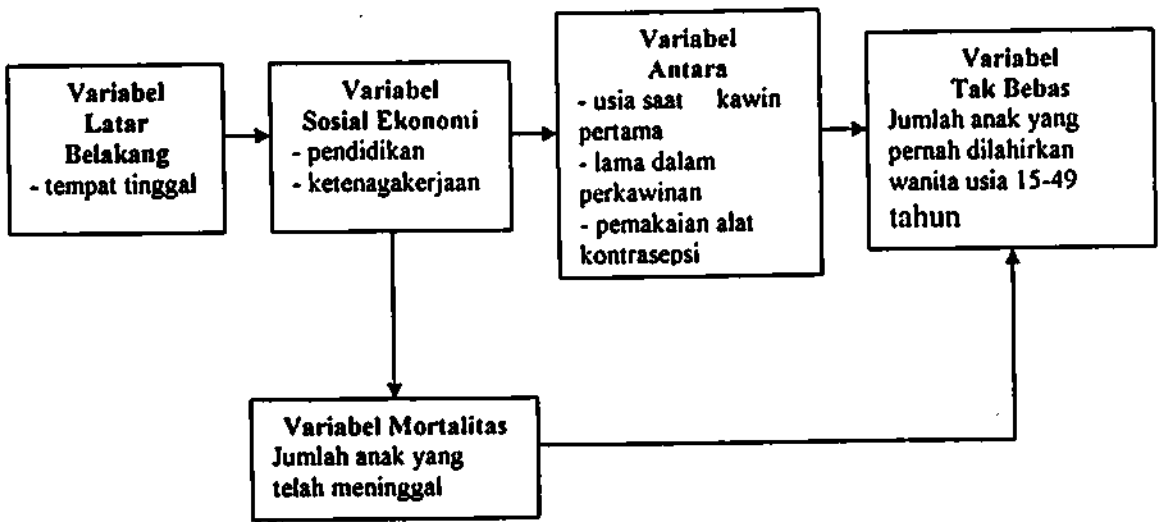 Variabel
Latar
Belakang
- tempat tinggal
Variabel
Sosial Ekonomi
- pendidikan
- ketenagakerjaan
Variabel
Antara
- usia saat kawin
pertama
- lama dalam
perkawinan
- pemakaian alat
kontrasepsi
Variabel
Tak Bebas
Jumlah anak yang
pernah dilahirkan
wanita usia 15-49
tahun
Variabel Mortalitas
Jumlah anak yang
telah meninggal